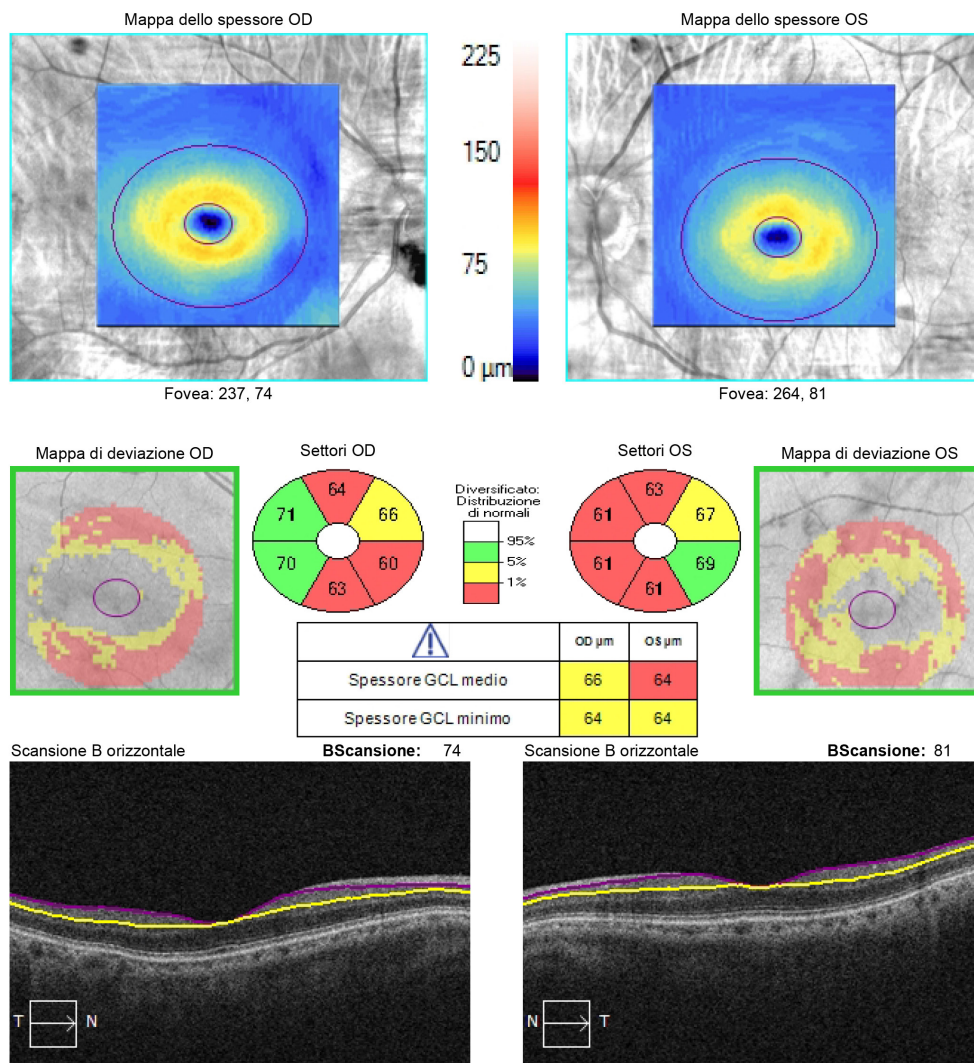 Mappa dello spessore OD
Mappa dello spessore OS
225
150
75
0 µm
Fovea: 237, 74
Fovea: 264, 81
Mappa di deviazione OD
Settori OD
Settori OS
Mappa di deviazione OS
64
71
66
70
60
63
Diversificato:
Distribuzione
di normali
95%
5%
1%
63
61
67
61
69
61
OD µm
OS µm
Spessore GCL medio
66
64
Spessore GCL minimo
64
64
Scansione B orizzontale
BScansione: 74
Scansione B orizzontale
BScansione: 81
T
N
N
T